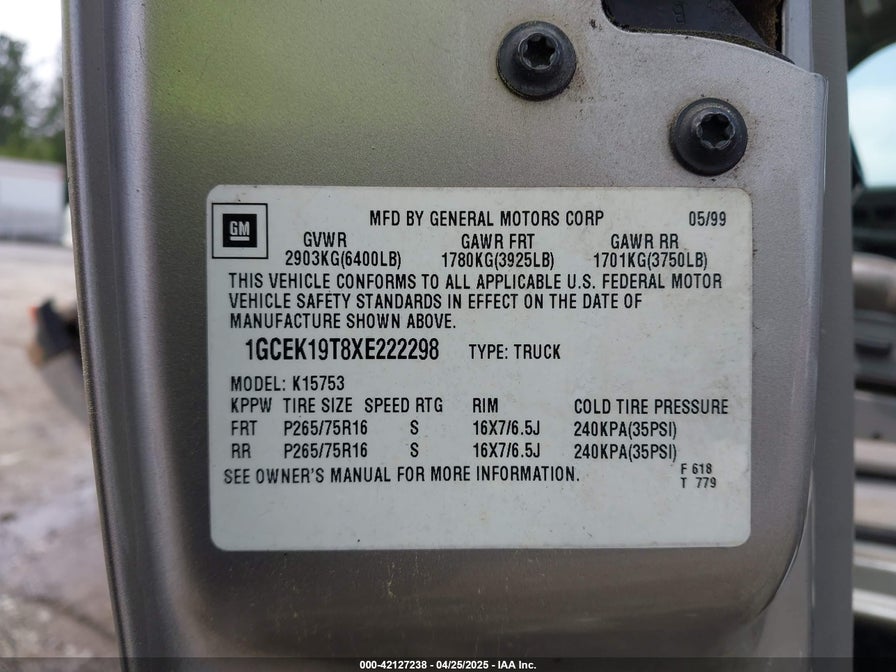 GM
MFD BY GENERAL MOTORS CORP 05/99
GVWR GAWR FRT GAWR RR
2903KG(6400LB) 1780KG(3925LB) 1701KG(3750LB)
THIS VEHICLE CONFORMS TO ALL APPLICABLE U.S. FEDERAL MOTOR
VEHICLE SAFETY STANDARDS IN EFFECT ON THE DATE OF
MANUFACTURE SHOWN ABOVE.
1GCEK19T8XE222298 TYPE: TRUCK
MODEL: K15753
KPPW TIRE SIZE SPEED RTG RIM COLD TIRE PRESSURE
FRT P265/75R16 S 16X7/6.5J 240KPA(35PSI)
RR P265/75R16 S 16X7/6.5J 240KPA(35PSI)
SEE OWNER'S MANUAL FOR MORE INFORMATION.
F 618
T 779
000-42127238 - 04/25/2025 - IAA Inc.